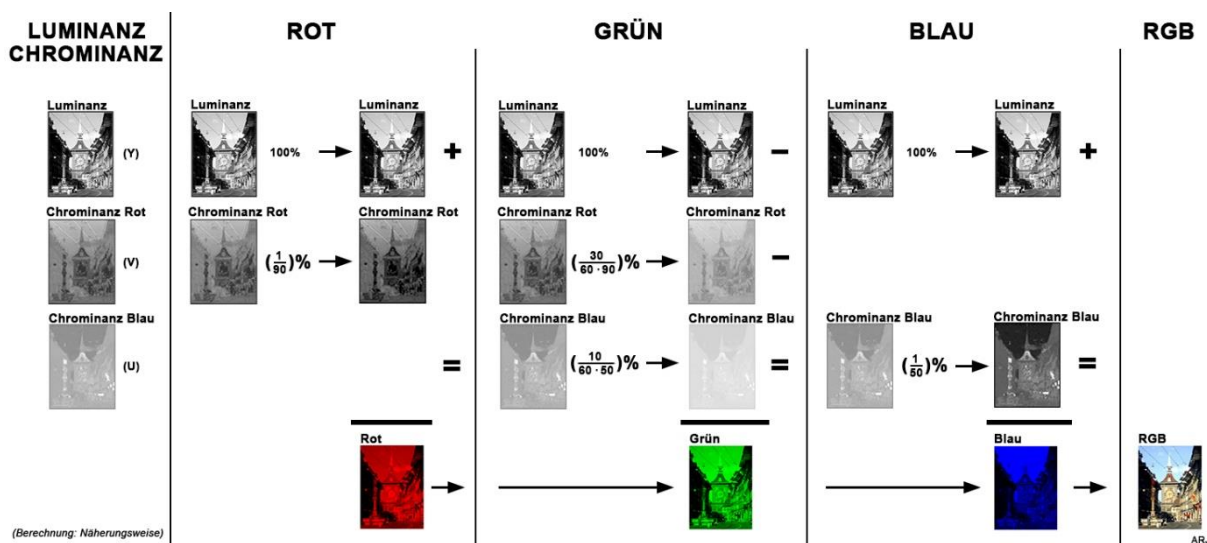 LUMINANZ
CHROMINANZ
ROT
GRÜN
BLAU
RGB
Luminanz
Luminanz
Luminanz
Luminanz
Luminanz
Luminanz
Luminanz
(Y)
100%
+
100%
−
100%
+
Chrominanz Rot
Chrominanz Rot
Chrominanz Rot
Chrominanz Rot
Chrominanz Rot
(V)
(1/90)%
(30/60·90)%
−
Chrominanz Blau
Chrominanz Blau
Chrominanz Blau
Chrominanz Blau
Chrominanz Blau
(U)
=
(10/60·50)%
=
(1/50)%
=
Rot
Grün
Blau
RGB
(Berechnung: Näherungsweise)
AR.